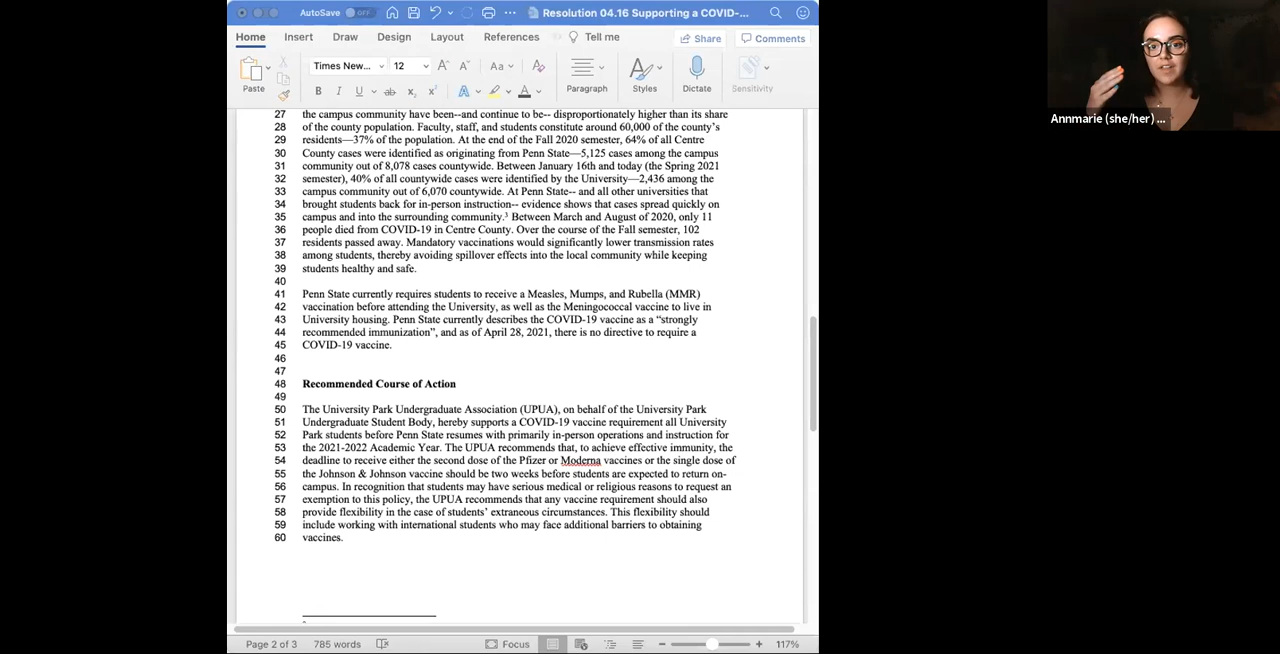 AutoSave OFF ... Resolution 04.16 Supporting a COVID-...
Home Insert Draw Design Layout References Tell me Share Comments
Paste Times New... 12 Aa Paragraph Styles Dictate Sensitivity
B I U ab x₂ x² A A
27 the campus community have been--and continue to be-- disproportionately higher than its share
28 of the county population. Faculty, staff, and students constitute around 60,000 of the county's
29 residents—37% of the population. At the end of the Fall 2020 semester, 64% of all Centre
30 County cases were identified as originating from Penn State—5,125 cases among the campus
31 community out of 8,078 cases countywide. Between January 16th and today (the Spring 2021
32 semester), 40% of all countywide cases were identified by the University—2,436 among the
33 campus community out of 6,070 countywide. At Penn State-- and all other universities that
34 brought students back for in-person instruction-- evidence shows that cases spread quickly on
35 campus and into the surrounding community.³ Between March and August of 2020, only 11
36 people died from COVID-19 in Centre County. Over the course of the Fall semester, 102
37 residents passed away. Mandatory vaccinations would significantly lower transmission rates
38 among students, thereby avoiding spillover effects into the local community while keeping
39 students healthy and safe.
40
41 Penn State currently requires students to receive a Measles, Mumps, and Rubella (MMR)
42 vaccination before attending the University, as well as the Meningococcal vaccine to live in
43 University housing. Penn State currently describes the COVID-19 vaccine as a “strongly
44 recommended immunization”, and as of April 28, 2021, there is no directive to require a
45 COVID-19 vaccine.
46
47
48 Recommended Course of Action
49
50 The University Park Undergraduate Association (UPUA), on behalf of the University Park
51 Undergraduate Student Body, hereby supports a COVID-19 vaccine requirement all University
52 Park students before Penn State resumes with primarily in-person operations and instruction for
53 the 2021-2022 Academic Year. The UPUA recommends that, to achieve effective immunity, the
54 deadline to receive either the second dose of the Pfizer or Moderna vaccines or the single dose of
55 the Johnson & Johnson vaccine should be two weeks before students are expected to return on-
56 campus. In recognition that students may have serious medical or religious reasons to request an
57 exemption to this policy, the UPUA recommends that any vaccine requirement should also
58 provide flexibility in the case of students’ extraneous circumstances. This flexibility should
59 include working with international students who may face additional barriers to obtaining
60 vaccines.
Page 2 of 3 785 words Focus 117%
Annmarie (she/her) ...